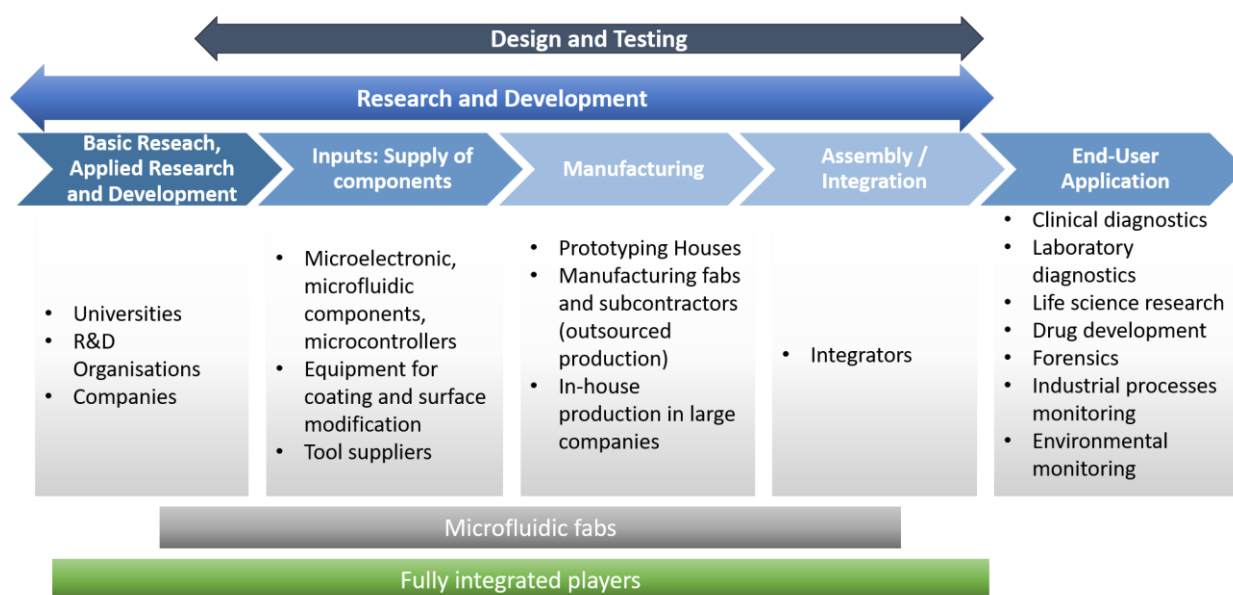 Design and Testing
Research and Development
Basic Reseach,
Applied Research
and Development
Inputs: Supply of
components
Manufacturing
Assembly /
Integration
End-User
Application
• Universities
• R&D
Organisations
• Companies
• Microelectronic,
microfluidic
components,
microcontrollers
• Equipment for
coating and surface
modification
• Tool suppliers
• Prototyping Houses
• Manufacturing fabs
and subcontractors
(outsourced
production)
• In-house
production in large
companies
• Integrators
• Clinical diagnostics
• Laboratory
diagnostics
• Life science research
• Drug development
• Forensics
• Industrial processes
monitoring
• Environmental
monitoring
Microfluidic fabs
Fully integrated players